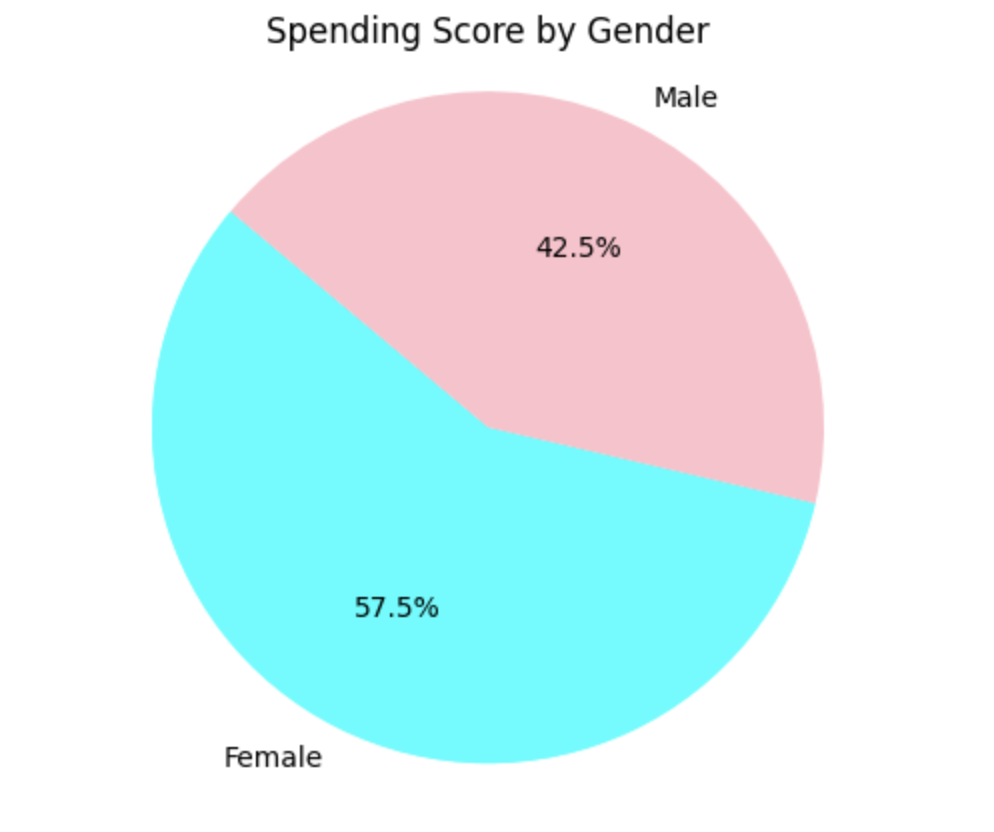 Spending Score by Gender
Male
42.5%
57.5%
Female